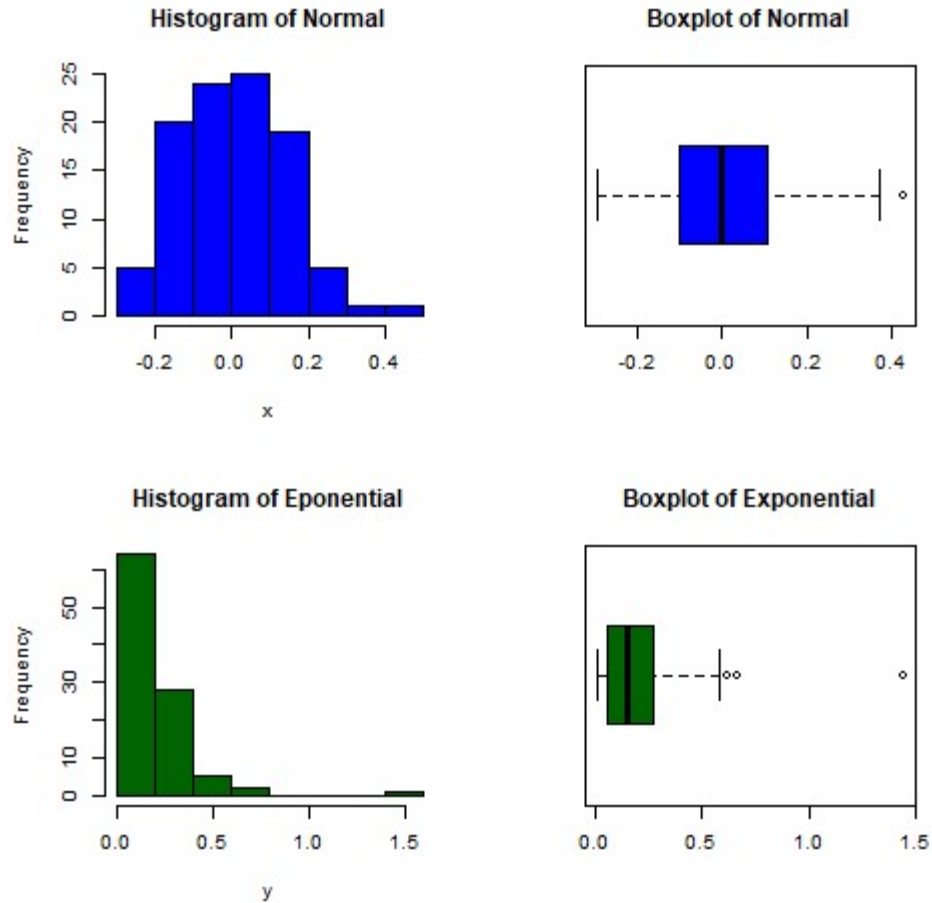 Histogram of Normal
Frequency
0 5 10 15 20 25
-0.2 0.0 0.2 0.4
x
Boxplot of Normal
-0.2 0.0 0.2 0.4
Histogram of Eponential
Frequency
0 10 30 50
0.0 0.5 1.0 1.5
y
Boxplot of Exponential
0.0 0.5 1.0 1.5